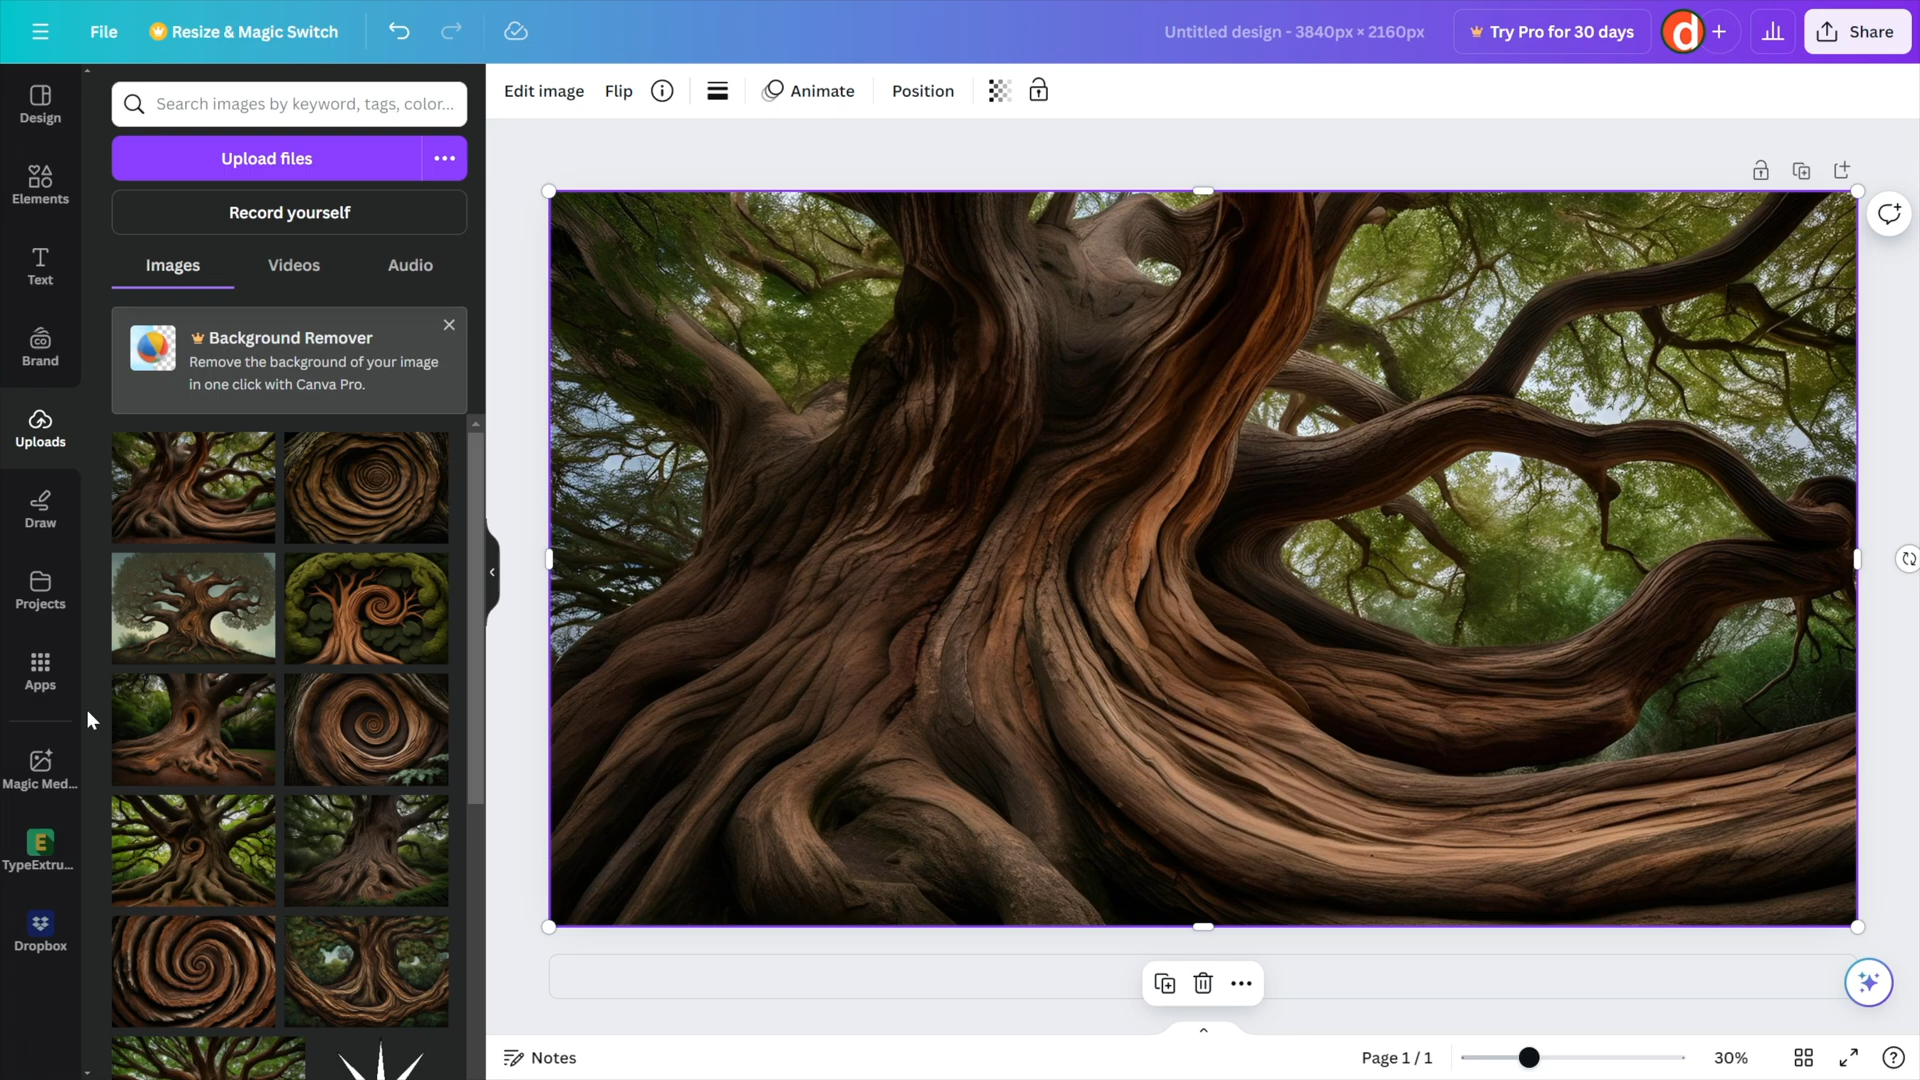 File
Resize & Magic Switch
Untitled design - 3840px × 2160px
Try Pro for 30 days
d
Share
Design
Elements
Text
Brand
Uploads
Draw
Projects
Apps
Magic Med...
E
TypeExtru...
Dropbox
Search images by keyword, tags, color...
Upload files
Record yourself
Images
Videos
Audio
Background Remover
Remove the background of your image
in one click with Canva Pro.
Edit image
Flip
Animate
Position
Notes
Page 1 / 1
30%